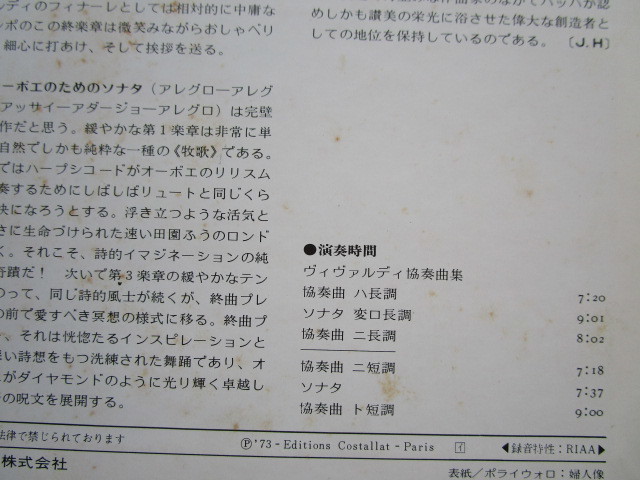 ルディのフィナーレとしては相対的に中庸な
ンポのこの終楽章は微笑みながらおしゃべり
細心に打あけ、そして挨拶を送る。
ーボエのためのソナタ（アレグローアレグ
アッサイーアダージョーアレグロ）は完璧
作だと思う。緩やかな第1楽章は非常に単
自然でしかも純粋な一種の《牧歌》である。
ではハープシコードがオーボエのリリスム
奏するためにしばしばリュートと同じくら
快になろうとする。浮き立つような活気と
さに生命づけられた速い田園ふうのロンド
く。それこそ、詩的イマジネーションの純
奇蹟だ！ 次いで第3楽章の緩やかなテン
のって、同じ詩的風土が続くが、終曲プレ
の前で愛すべき冥想の様式に移る。終曲プ
、それは恍惚たるインスピレーションと
い詩想をもつ洗練された舞踊であり、オ
がダイヤモンドのように光り輝く卓越し
の呪文を展開する。
作曲家のなかでバッハが認
めしかも讃美の栄光に浴させた偉大な創造者と
しての地位を保持しているのである。〔J.H〕
●演奏時間
ヴィヴァルディ協奏曲集
協奏曲 ハ長調 7:20
ソナタ 変ロ長調 9:01
協奏曲 ニ長調 8:02
協奏曲 ニ短調 7:18
ソナタ 7:37
協奏曲 ト短調 9:00
法律で禁じられております
Ⓟ'73-Editions Costallat-Paris イ ◀録音特性：RIAA▶
株式会社
表紙／ポライウォロ：婦人像